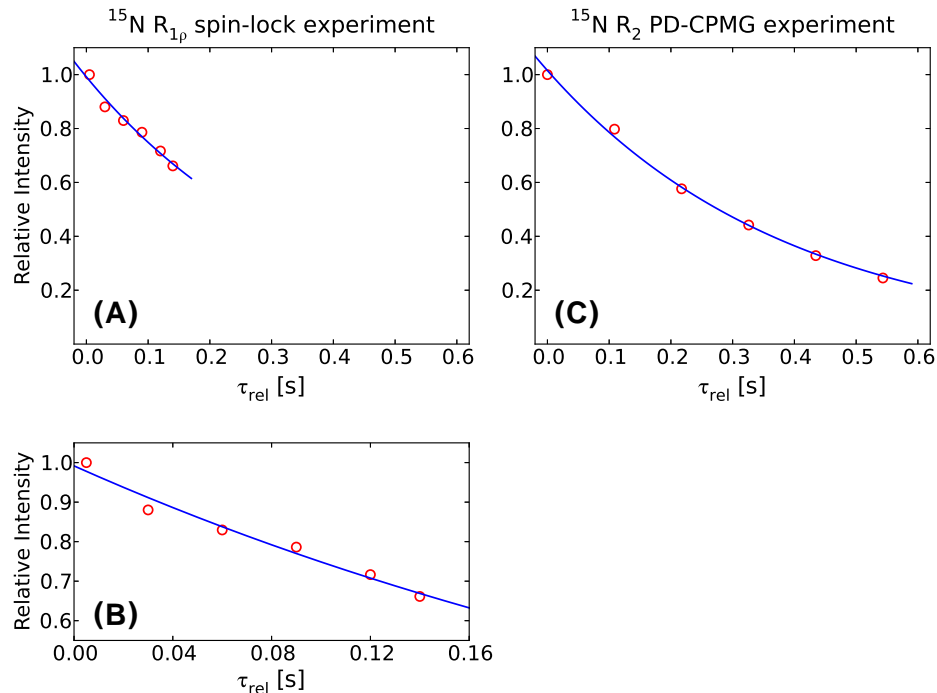 ¹⁵N R₁ρ spin-lock experiment
1.0
0.8
0.6
0.4
0.2
Relative Intensity
(A)
0.0 0.1 0.2 0.3 0.4 0.5 0.6
τrel [s]
¹⁵N R₂ PD-CPMG experiment
1.0
0.8
0.6
0.4
0.2
(C)
0.0 0.1 0.2 0.3 0.4 0.5 0.6
τrel [s]
1.0
0.9
0.8
0.7
0.6
Relative Intensity
(B)
0.00 0.04 0.08 0.12 0.16
τrel [s]